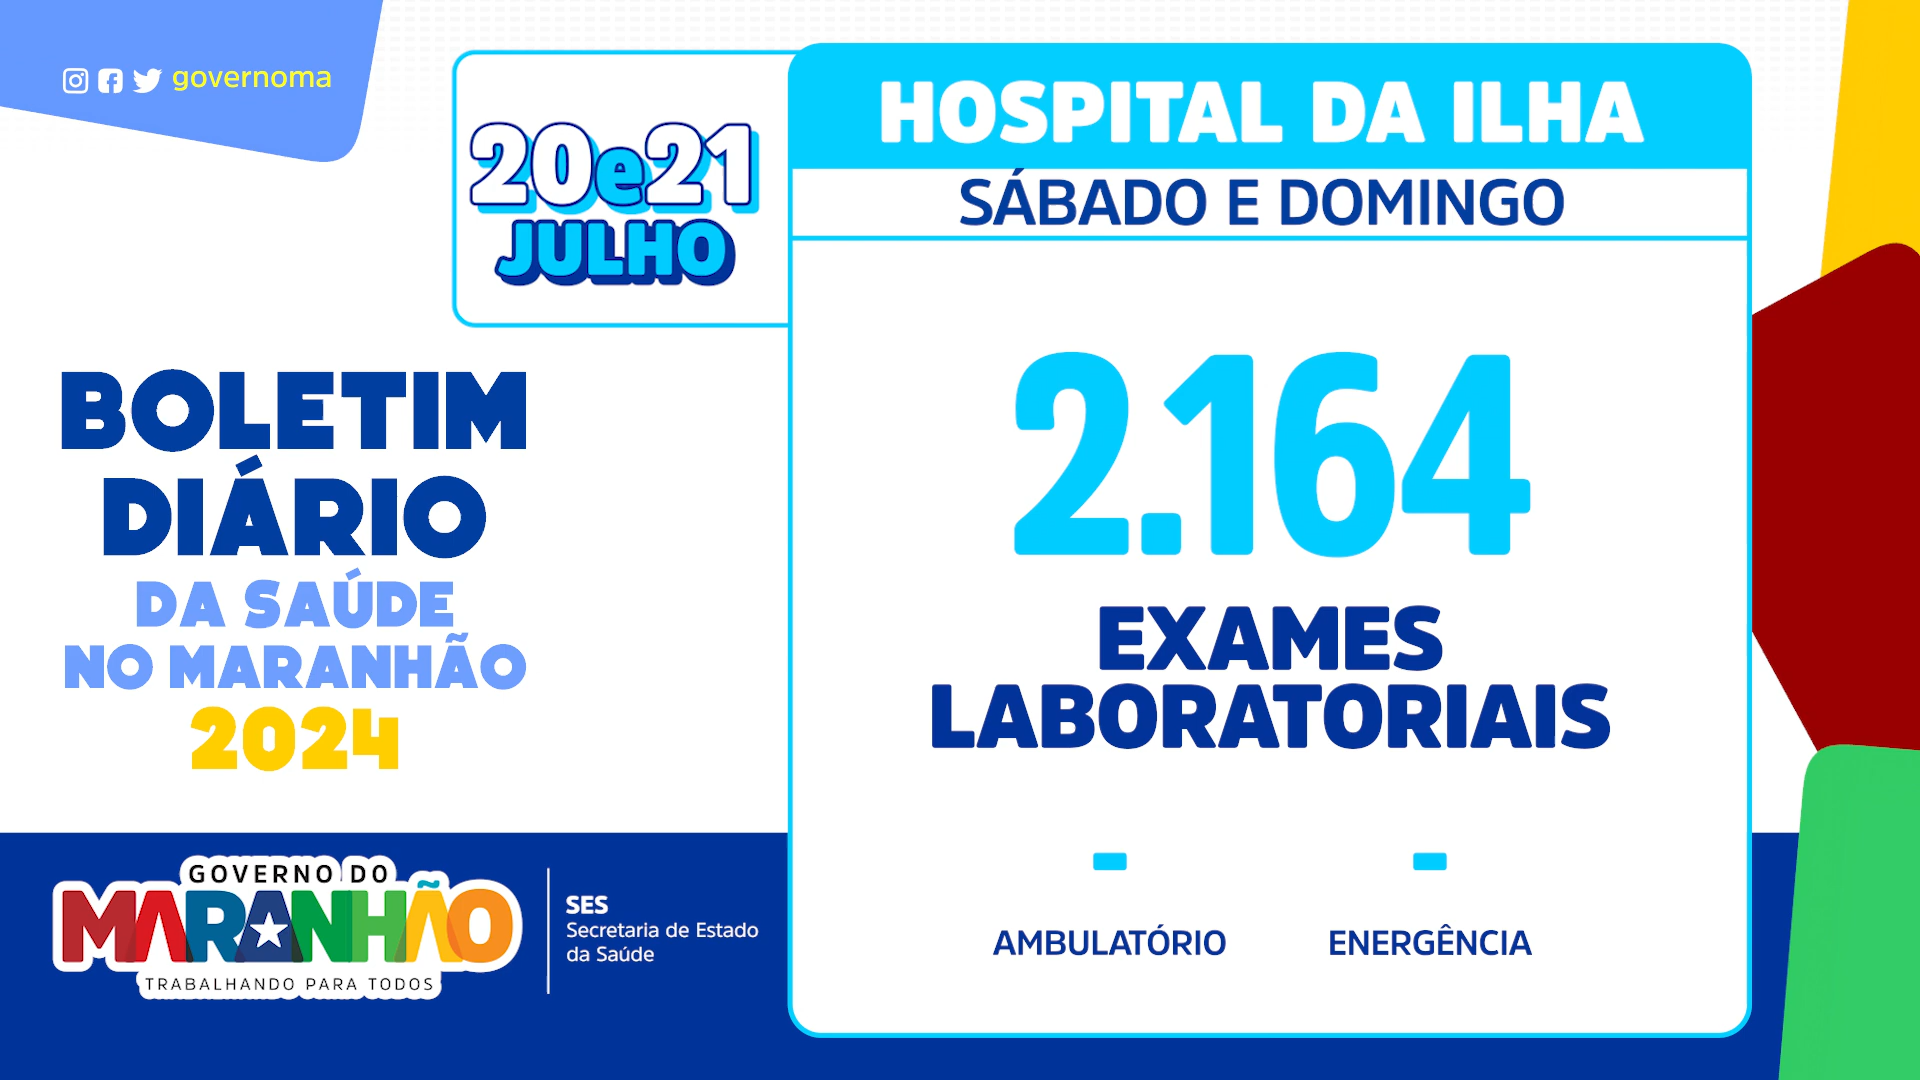 governoma
20e21
JULHO
HOSPITAL DA ILHA
SÁBADO E DOMINGO
BOLETIM
DIÁRIO
DA SAÚDE
NO MARANHÃO
2024
2.164
EXAMES
LABORATORIAIS
-
-
AMBULATÓRIO
ENERGÊNCIA
GOVERNO DO
MARANHÃO
TRABALHANDO PARA TODOS
SES
Secretaria de Estado
da Saúde